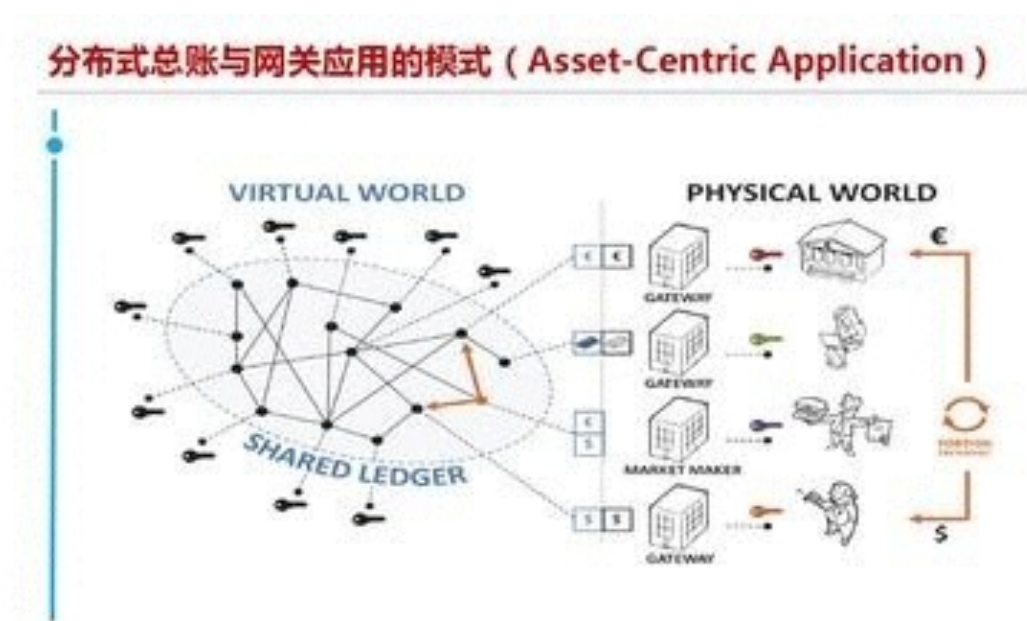 分布式总账与网关应用的模式（Asset-Centric Application）
VIRTUAL WORLD
PHYSICAL WORLD
€
€
€
GATEWAY
GATEWAY
€
$
MARKET MAKER
SHARED LEDGER
$
$
GATEWAY
$
FOREIGN